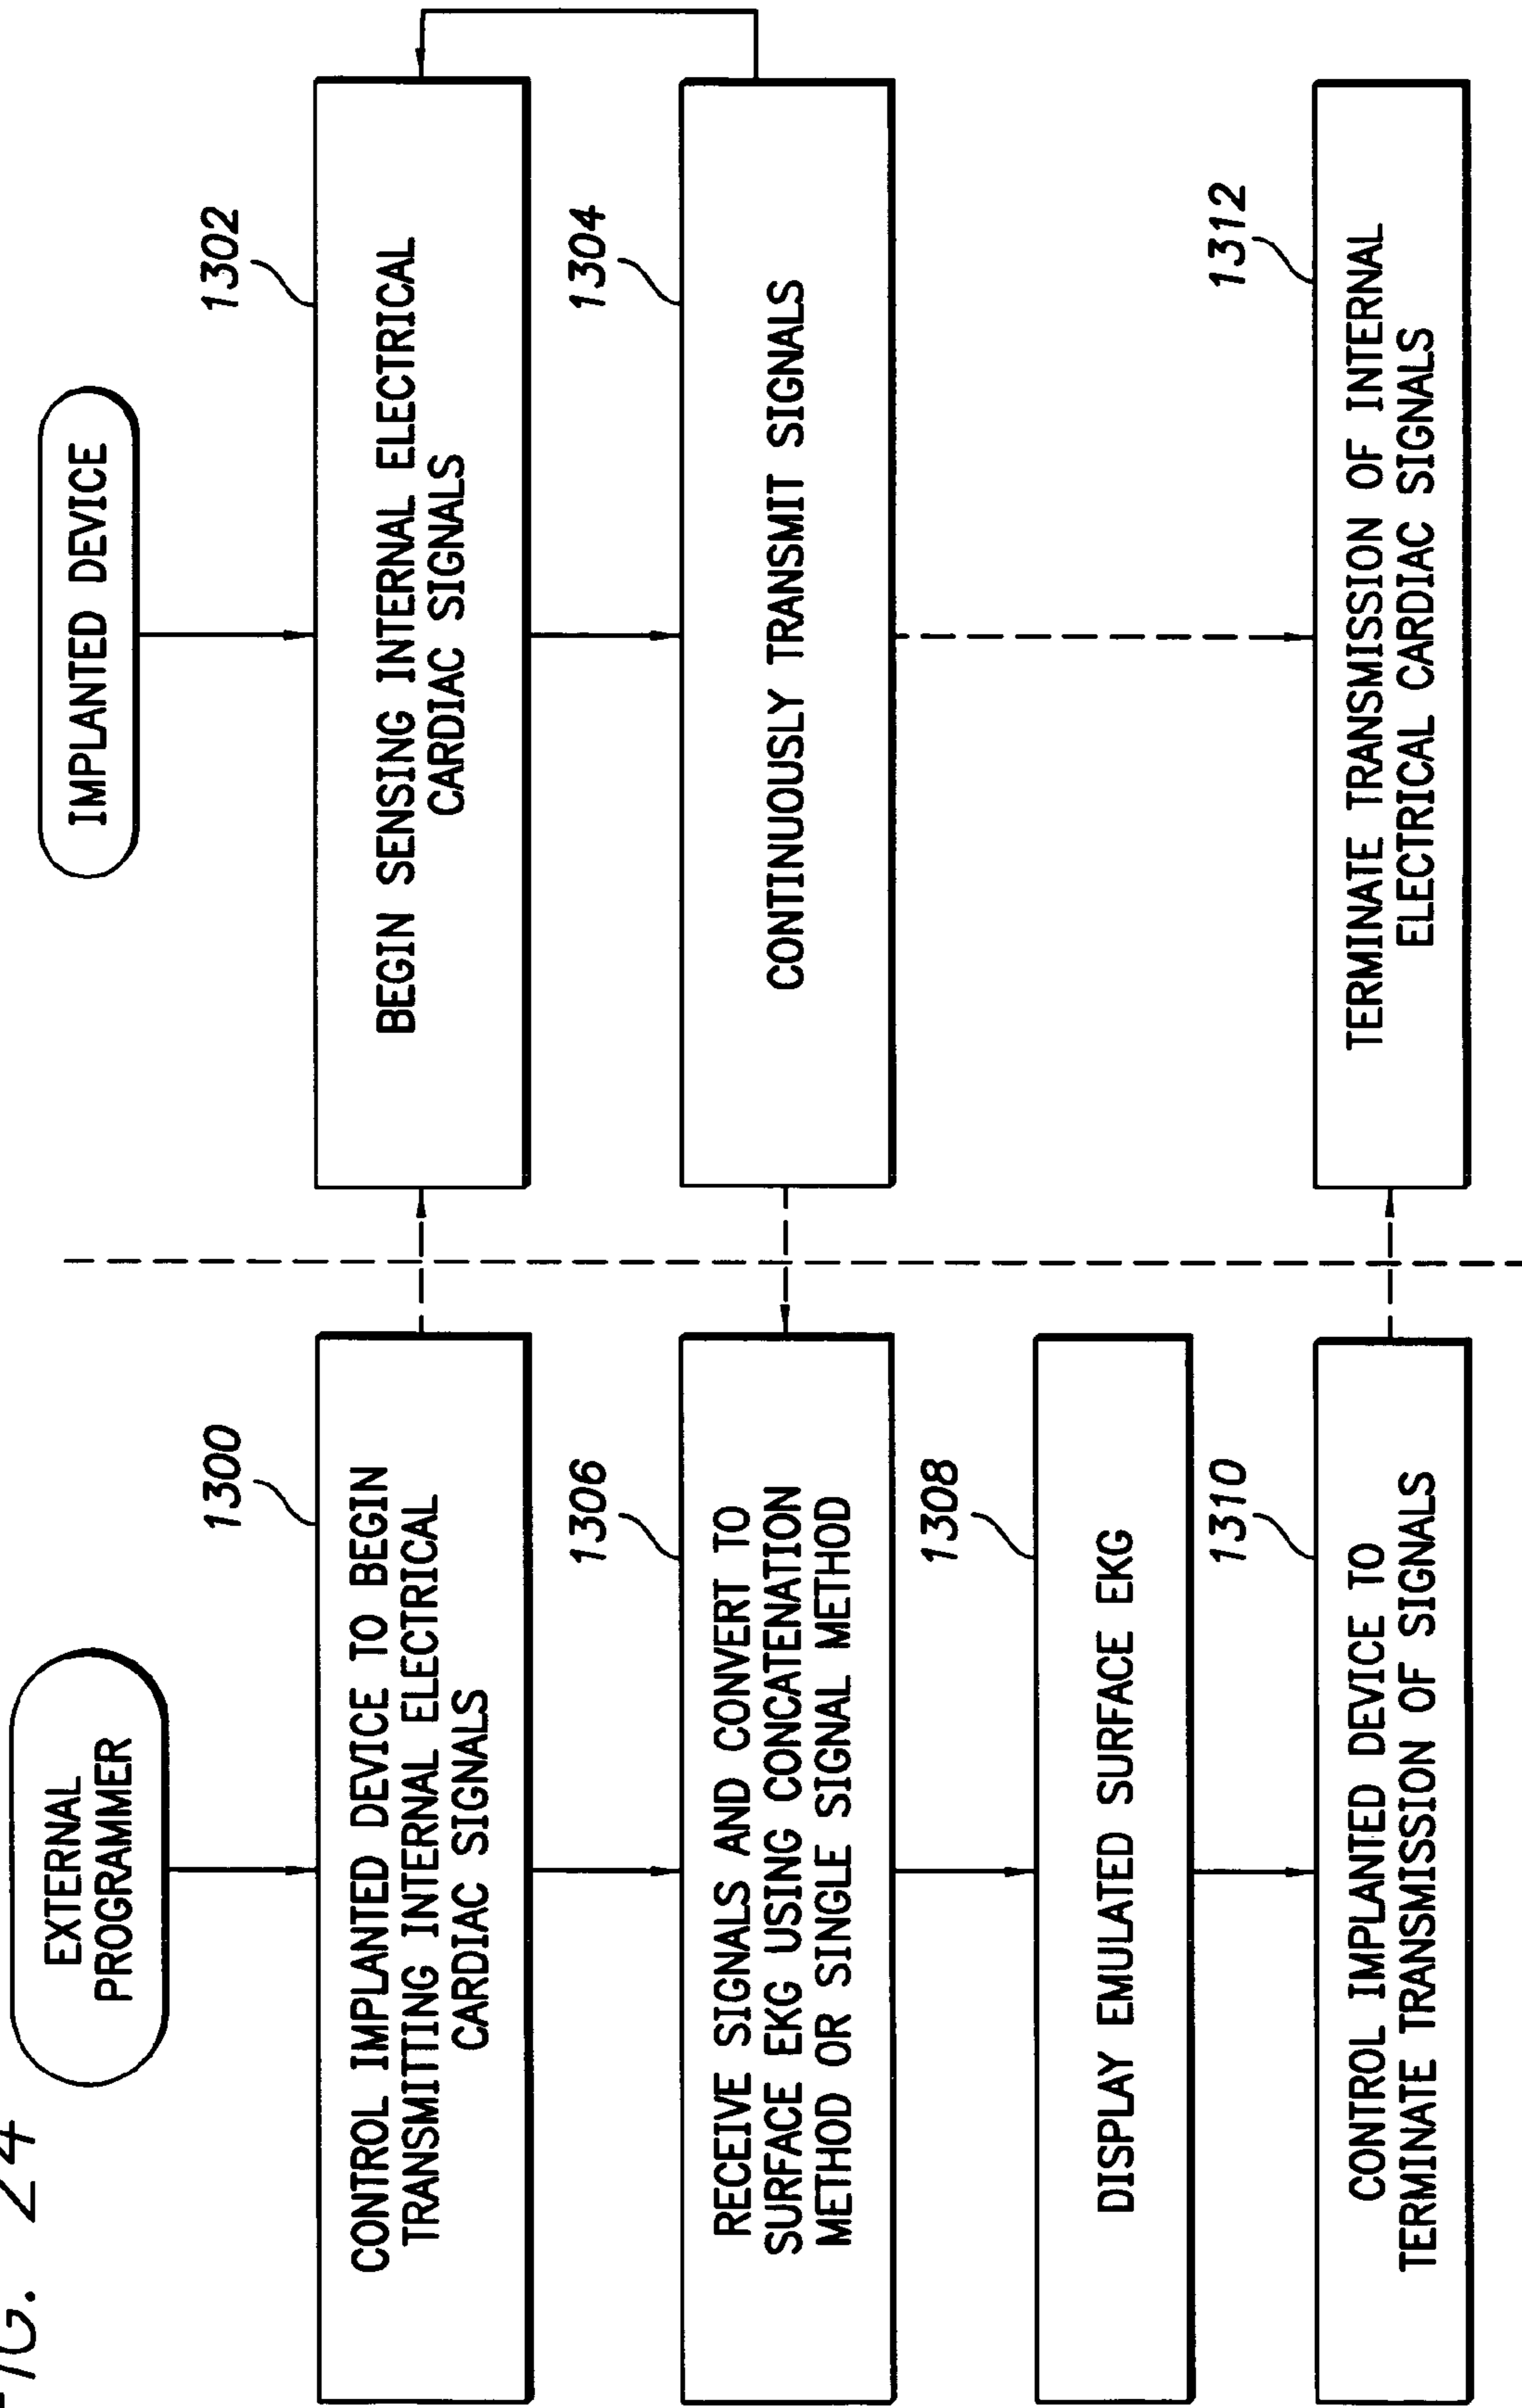 FIG. 24
EXTERNAL
PROGRAMMER
1300
CONTROL IMPLANTED DEVICE TO BEGIN
TRANSMITTING INTERNAL ELECTRICAL
CARDIAC SIGNALS
1306
RECEIVE SIGNALS AND CONVERT TO
SURFACE EKG USING CONCATENATION
METHOD OR SINGLE SIGNAL METHOD
1308
DISPLAY EMULATED SURFACE EKG
1310
CONTROL IMPLANTED DEVICE TO
TERMINATE TRANSMISSION OF SIGNALS
IMPLANTED DEVICE
1302
BEGIN SENSING INTERNAL ELECTRICAL
CARDIAC SIGNALS
1304
CONTINUOUSLY TRANSMIT SIGNALS
1312
TERMINATE TRANSMISSION OF INTERNAL
ELECTRICAL CARDIAC SIGNALS